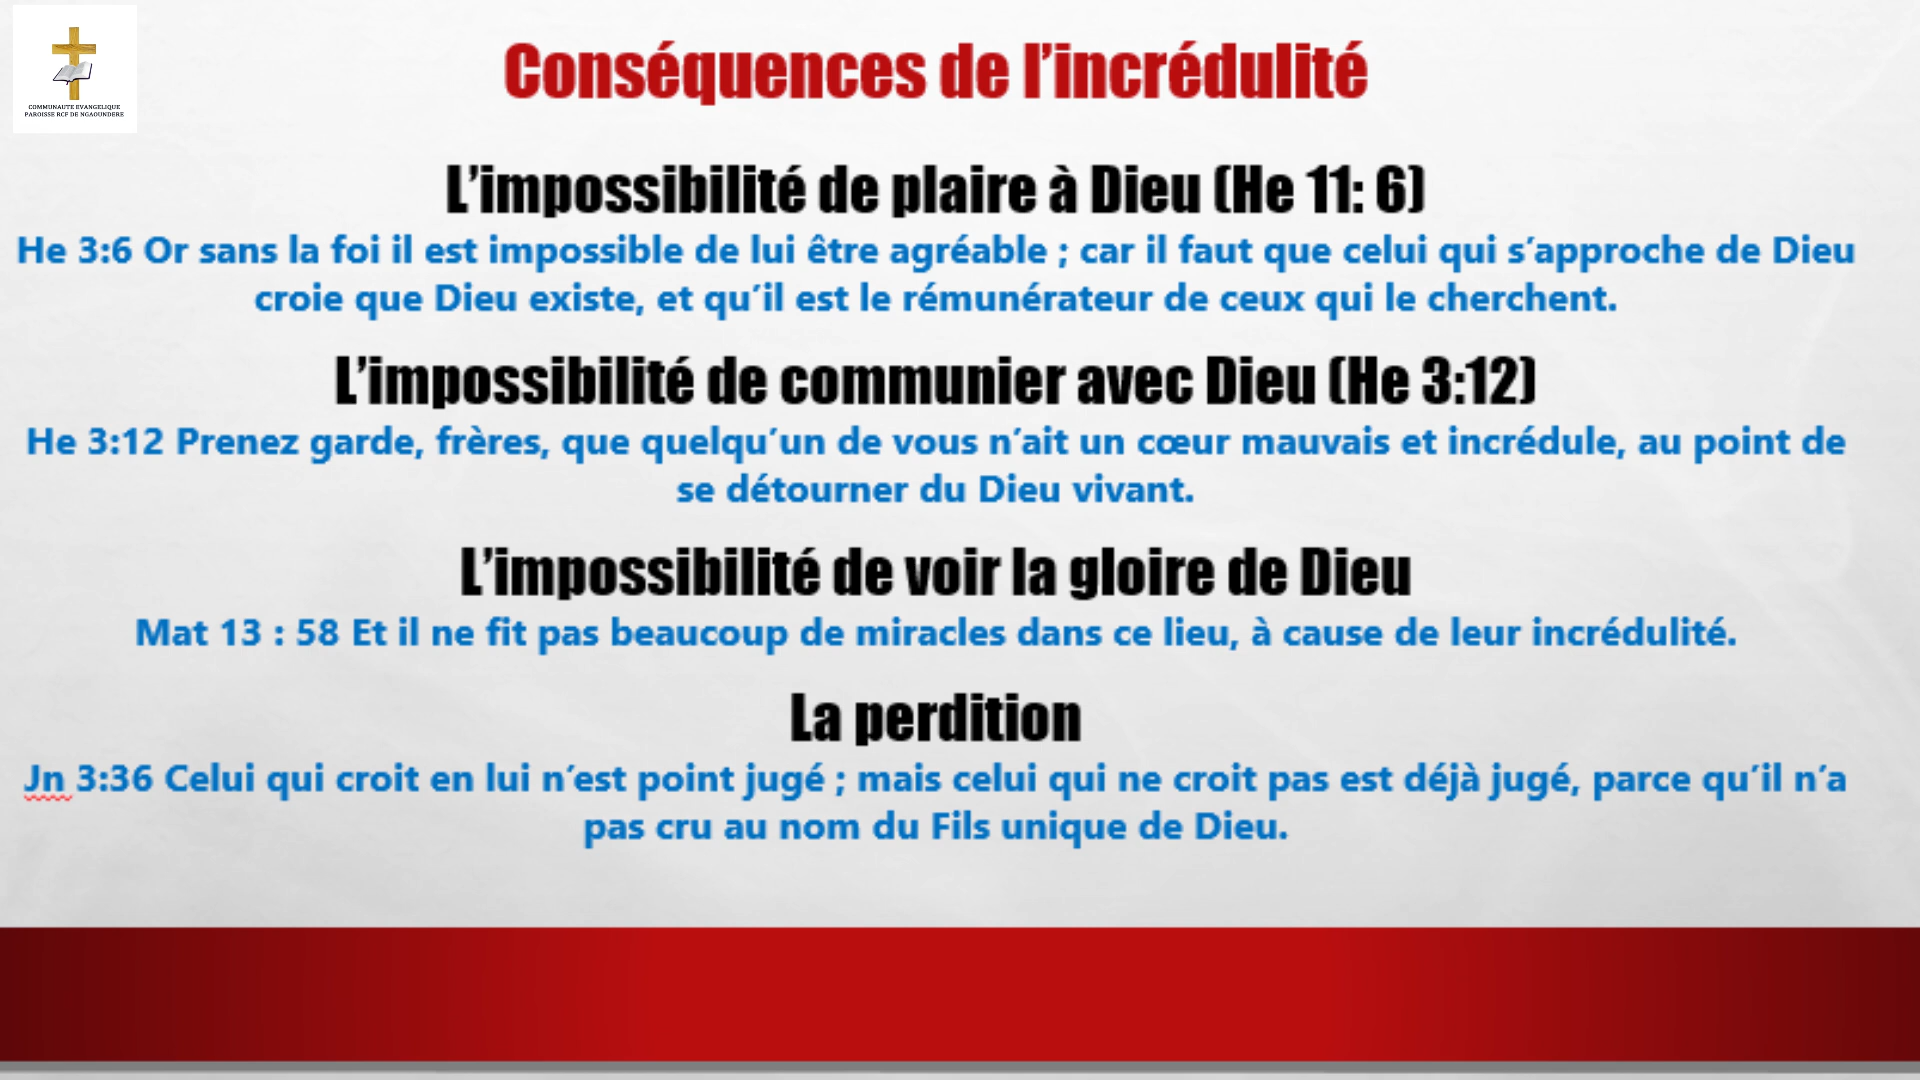 COMMUNAUTE EVANGELIQUE
PAROISSE RCF DE NGAOUNDERE
Conséquences de l’incrédulité
L’impossibilité de plaire à Dieu (He 11: 6)
He 3:6 Or sans la foi il est impossible de lui être agréable ; car il faut que celui qui s’approche de Dieu
croie que Dieu existe, et qu’il est le rémunérateur de ceux qui le cherchent.
L’impossibilité de communier avec Dieu (He 3:12)
He 3:12 Prenez garde, frères, que quelqu’un de vous n’ait un cœur mauvais et incrédule, au point de
se détourner du Dieu vivant.
L’impossibilité de voir la gloire de Dieu
Mat 13 : 58 Et il ne fit pas beaucoup de miracles dans ce lieu, à cause de leur incrédulité.
La perdition
Jn 3:36 Celui qui croit en lui n’est point jugé ; mais celui qui ne croit pas est déjà jugé, parce qu’il n’a
pas cru au nom du Fils unique de Dieu.